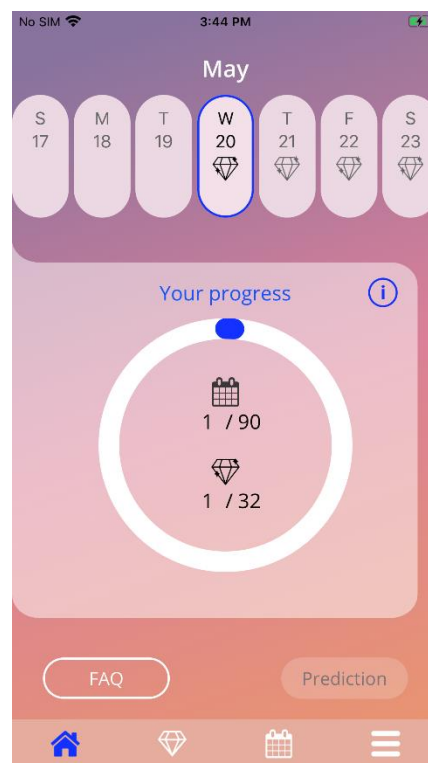 No SIM 3:44 PM
May
S M T W T F S
17 18 19 20 21 22 23
Your progress i
1 / 90
1 / 32
FAQ Prediction